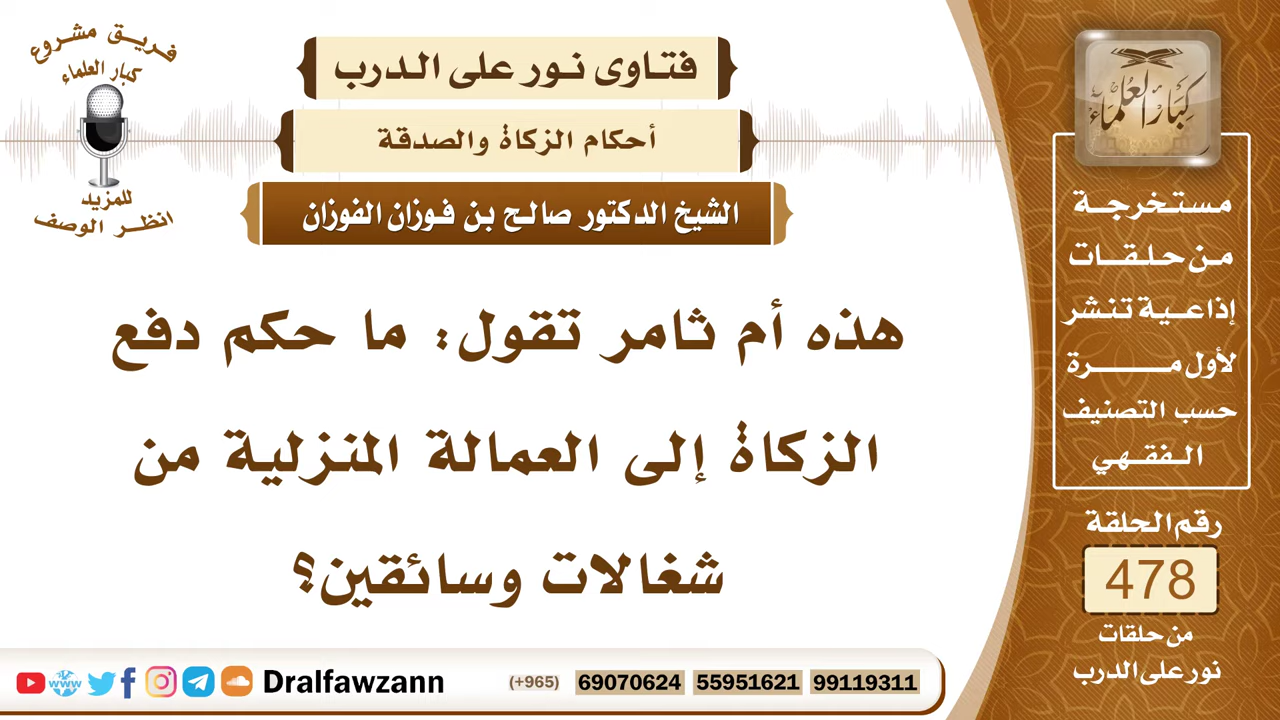 فريق مشروع
كبار العلماء
للمزيد
انظر الوصف
فتاوى نور على الدرب
أحكام الزكاة والصدقة
الشيخ الدكتور صالح بن فوزان الفوزان
هذه أم ثامر تقول: ما حكم دفع
الزكاة إلى العمالة المنزلية من
شغالات وسائقين؟
كبار العلماء
مستخرجة
من حلقات
إذاعية تنشر
لأول مرة
حسب التصنيف
الفقهي
رقم الحلقة
478
من حلقات
نور على الدرب
www
Dralfawzann (+965) 69070624 55951621 99119311